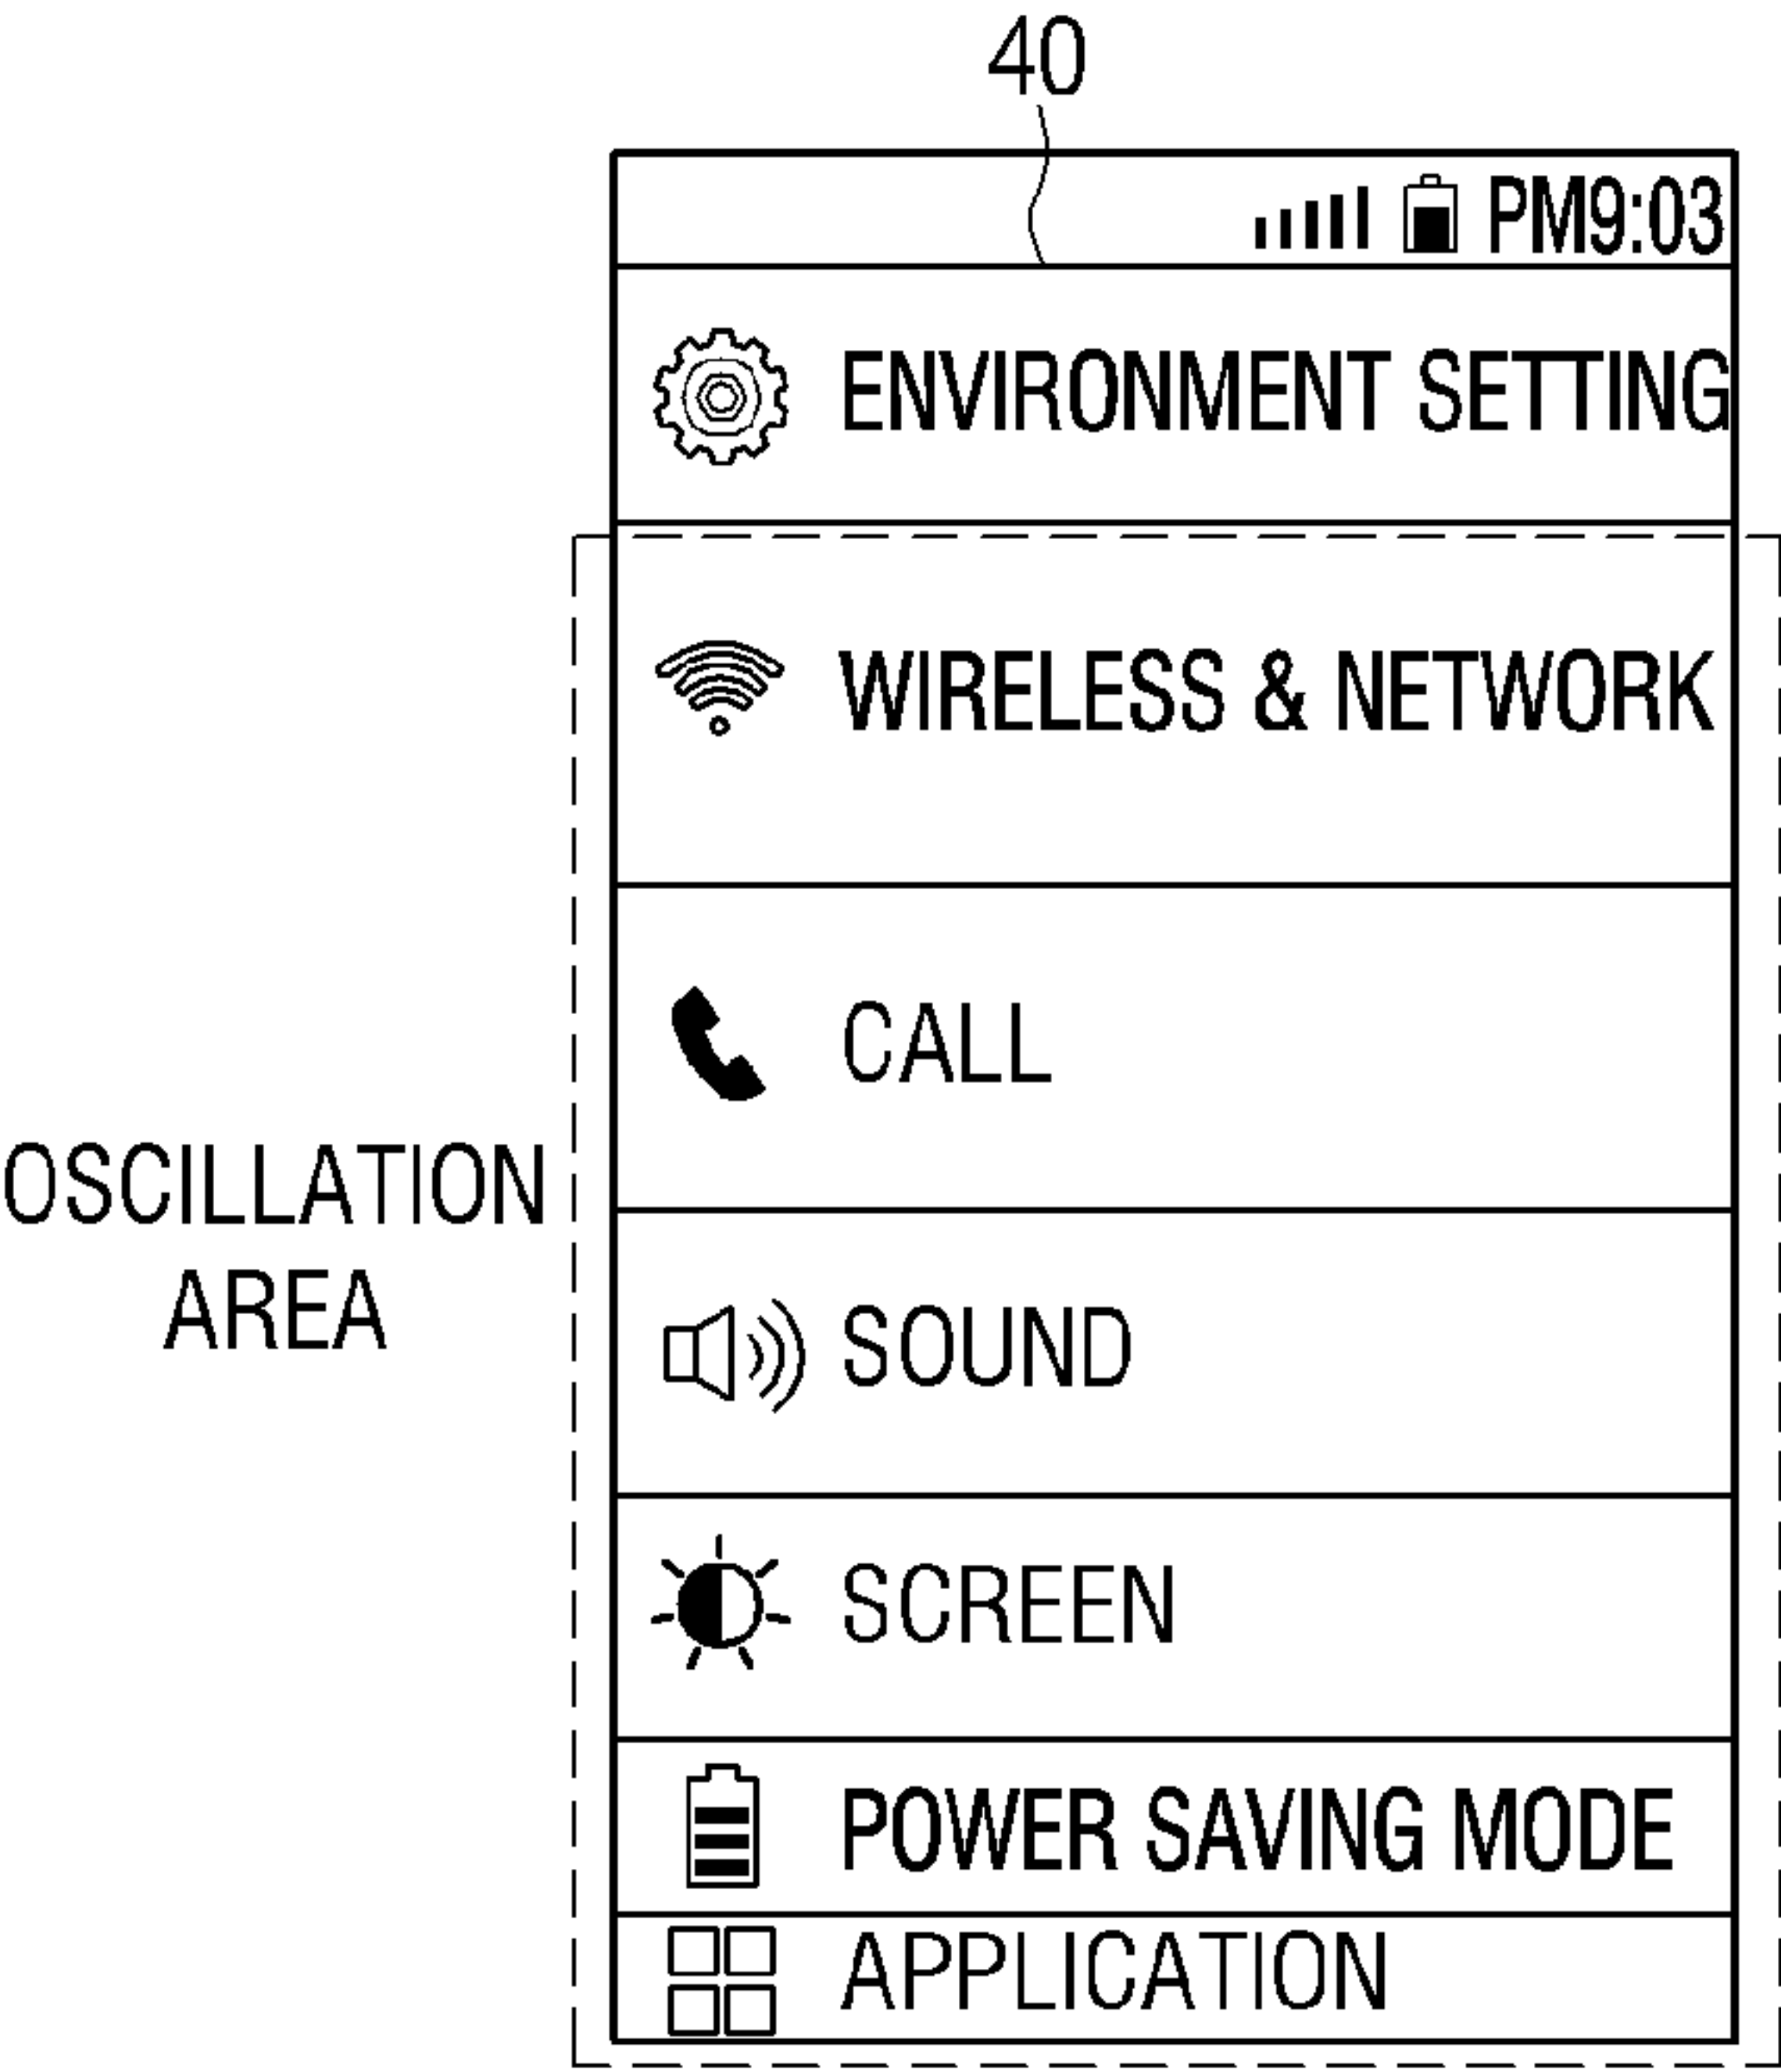 40
PM9:03
ENVIRONMENT SETTING
WIRELESS & NETWORK
CALL
OSCILLATION
AREA
SOUND
SCREEN
POWER SAVING MODE
APPLICATION